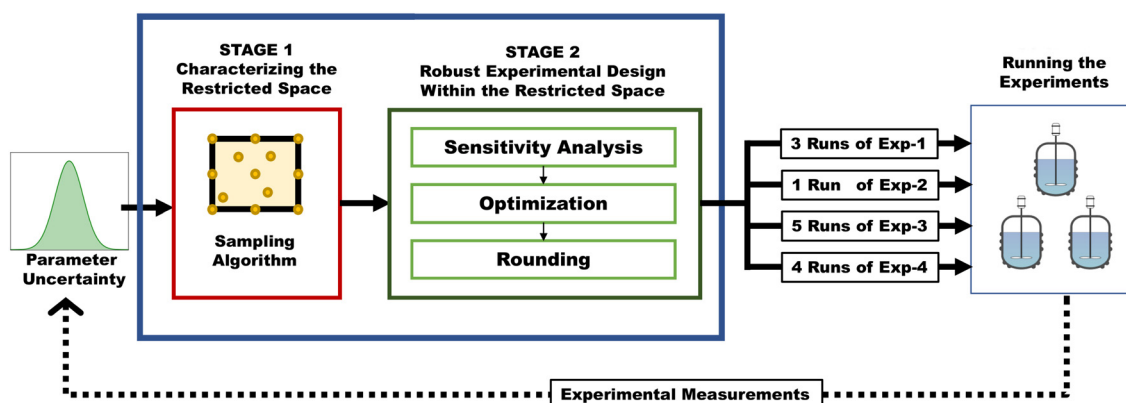 STAGE 1
Characterizing the
Restricted Space
Sampling
Algorithm
STAGE 2
Robust Experimental Design
Within the Restricted Space
Sensitivity Analysis
Optimization
Rounding
Parameter
Uncertainty
3 Runs of Exp-1
1 Run of Exp-2
5 Runs of Exp-3
4 Runs of Exp-4
Running the
Experiments
Experimental Measurements